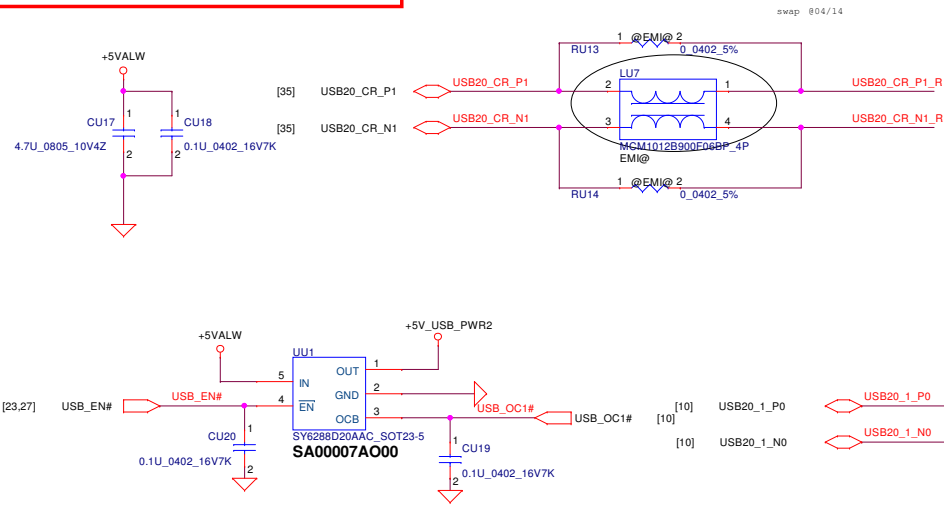 swap @04/14
1 @EMI@ 2
RU13 0_0402_5%
+5VALW
LU7
[35] USB20_CR_P1 USB20_CR_P1 2 1 USB20_CR_P1_R
1 1
CU17 CU18
[35] USB20_CR_N1 USB20_CR_N1 3 4 USB20_CR_N1_R
4.7U_0805_10V4Z 0.1U_0402_16V7K MCM1012B900F06BP_4P
2 2 EMI@
1 @EMI@ 2
RU14 0_0402_5%
+5V_USB_PWR2
+5VALW
UU1
5 IN OUT 1
GND 2
[23,27] USB_EN# USB_EN# 4 EN
OCB 3 USB_OC1# USB_OC1# [10]
[10] USB20_1_P0 USB20_1_P0
1 CU20 SY6288D20AAC_SOT23-5
[10] USB20_1_N0 USB20_1_N0
SA00007AO00 1 CU19
0.1U_0402_16V7K 2
0.1U_0402_16V7K 2